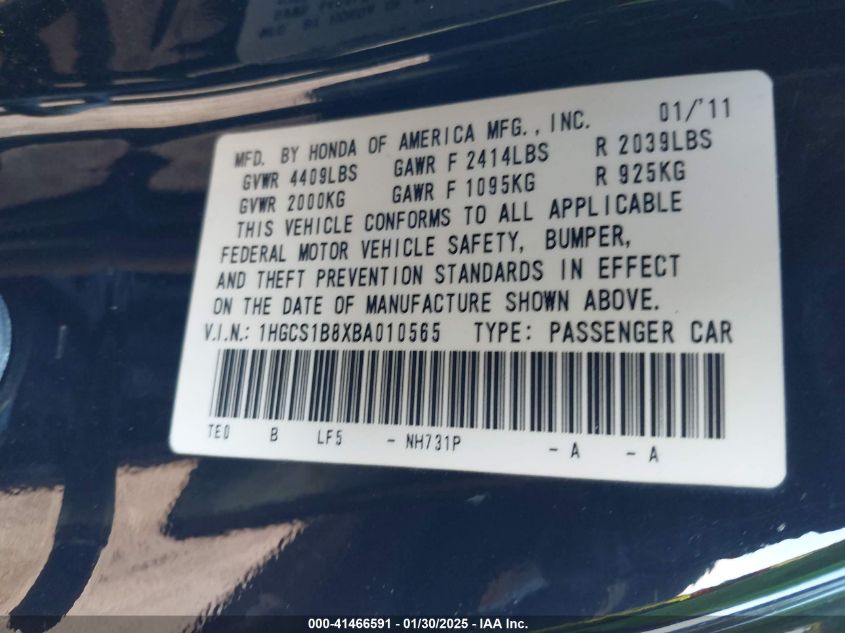 MFD. BY HONDA OF AMERICA MFG., INC. 01/'11
GVWR 4409LBS GAWR F 2414LBS R 2039LBS
GVWR 2000KG GAWR F 1095KG R 925KG
THIS VEHICLE CONFORMS TO ALL APPLICABLE
FEDERAL MOTOR VEHICLE SAFETY, BUMPER,
AND THEFT PREVENTION STANDARDS IN EFFECT
ON THE DATE OF MANUFACTURE SHOWN ABOVE.
V.I.N.: 1HGCS1B8XBA010565 TYPE: PASSENGER CAR
TE0 B LF5 - NH731P - A - A
000-41466591 / 01/30/2025 - IAA Inc.